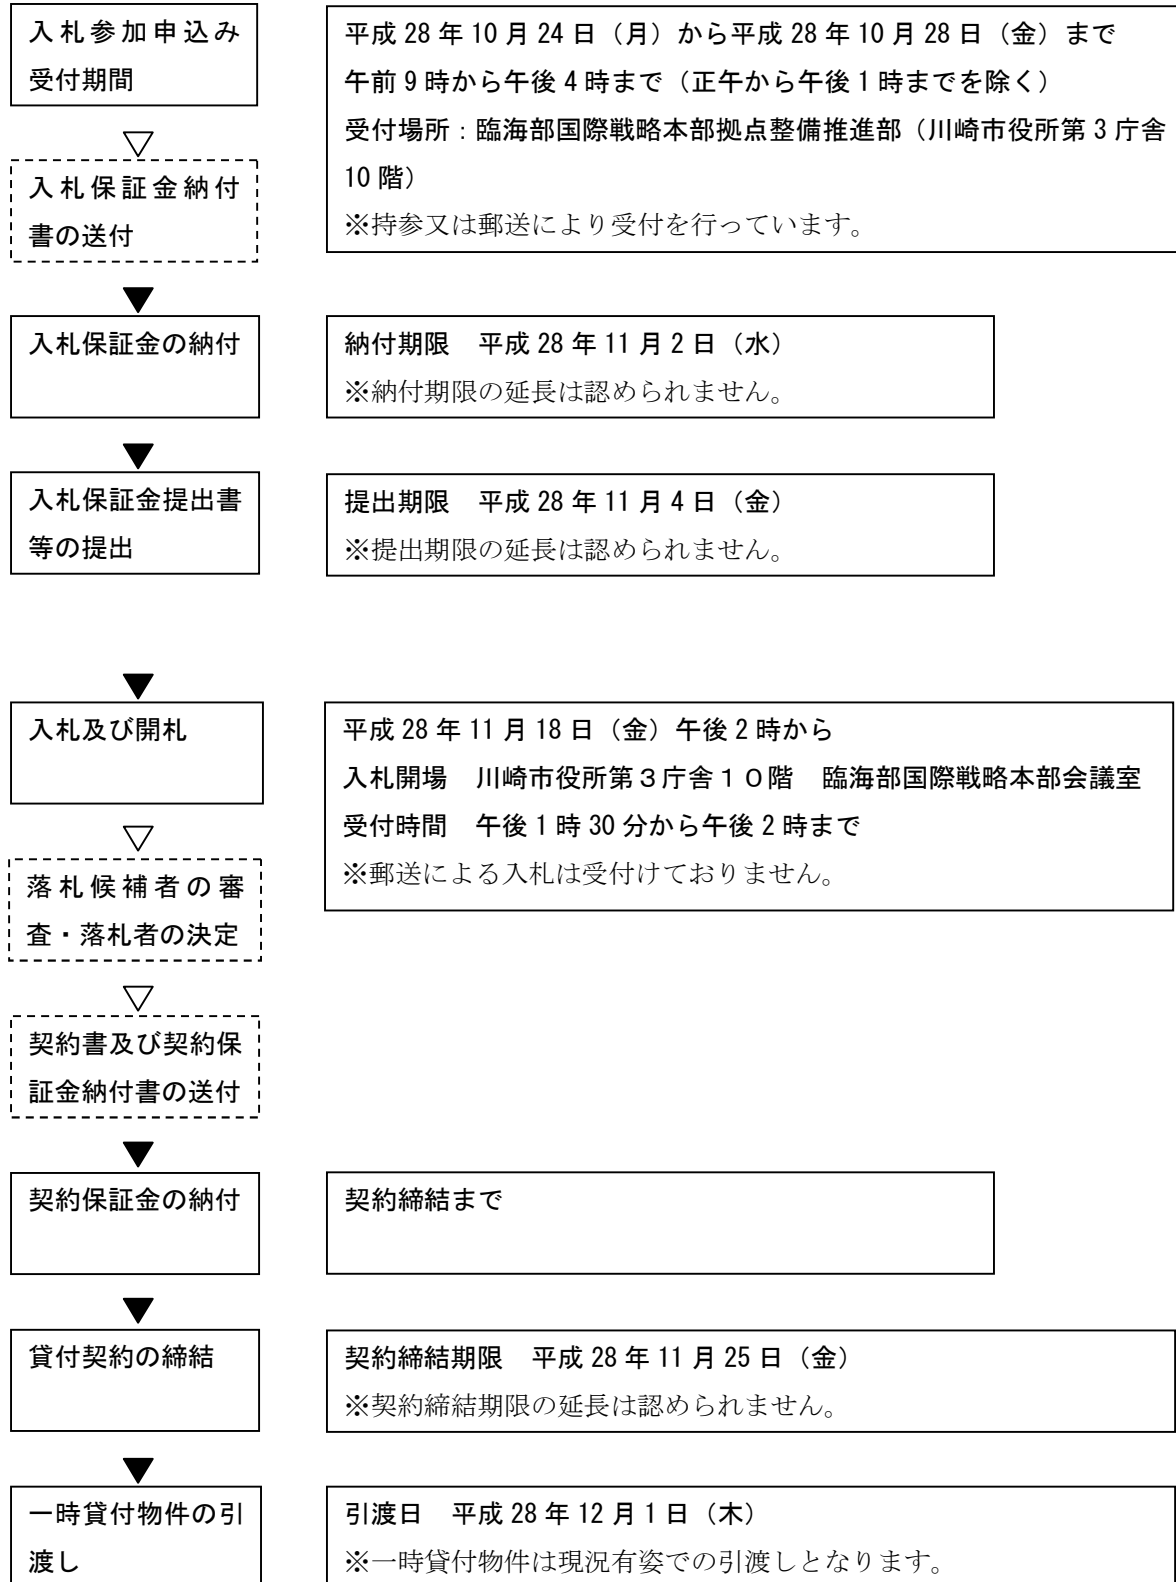 入札参加申込み
受付期間
平成 28 年 10 月 24 日（月）から平成 28 年 10 月 28 日（金）まで
午前 9 時から午後 4 時まで（正午から午後 1 時までを除く）
受付場所：臨海部国際戦略本部拠点整備推進部（川崎市役所第 3 庁舎
10 階）
※持参又は郵送により受付を行っています。
入札保証金納付
書の送付
入札保証金の納付
納付期限　平成 28 年 11 月 2 日（水）
※納付期限の延長は認められません。
入札保証金提出書
等の提出
提出期限　平成 28 年 11 月 4 日（金）
※提出期限の延長は認められません。
入札及び開札
平成 28 年 11 月 18 日（金）午後 2 時から
入札開場　川崎市役所第３庁舎１０階　臨海部国際戦略本部会議室
受付時間　午後 1 時 30 分から午後 2 時まで
※郵送による入札は受付けておりません。
落札候補者の審
査・落札者の決定
契約書及び契約保
証金納付書の送付
契約保証金の納付
契約締結まで
貸付契約の締結
契約締結期限　平成 28 年 11 月 25 日（金）
※契約締結期限の延長は認められません。
一時貸付物件の引
渡し
引渡日　平成 28 年 12 月 1 日（木）
※一時貸付物件は現況有姿での引渡しとなります。